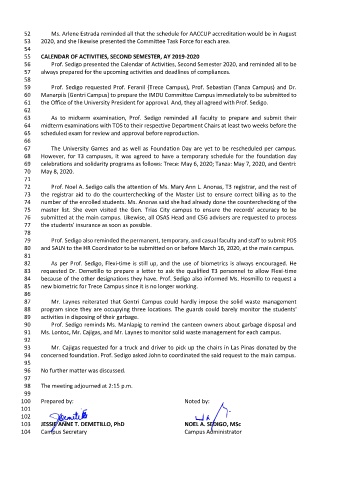 52 Ms. Arlene Estrada reminded all that the schedule for AACCUP accreditation would be in August
53 2020, and she likewise presented the Committee Task Force for each area.
54
55 CALENDAR OF ACTIVITIES, SECOND SEMESTER, AY 2019-2020
56 Prof. Sedigo presented the Calendar of Activities, Second Semester 2020, and reminded all to be
57 always prepared for the upcoming activities and deadlines of compliances.
58
59 Prof. Sedigo requested Prof. Feranil (Trece Campus), Prof. Sebastian (Tanza Campus) and Dr.
60 Manarpiis (Gentri Campus) to prepare the IMDU Committee Campus immediately to be submitted to
61 the Office of the University President for approval. And, they all agreed with Prof. Sedigo.
62
63 As to midterm examination, Prof. Sedigo reminded all faculty to prepare and submit their
64 midterm examinations with TOS to their respective Department Chairs at least two weeks before the
65 scheduled exam for review and approval before reproduction.
66
67 The University Games and as well as Foundation Day are yet to be rescheduled per campus.
68 However, for T3 campuses, it was agreed to have a temporary schedule for the foundation day
69 celebrations and solidarity programs as follows: Trece: May 6, 2020; Tanza: May 7, 2020, and Gentri
70 May 8, 2020.
71
72 Prof. Noel A. Sedigo calls the attention of Ms. Mary Ann L. Anonas, T3 registrar, and the rest of
73 the registrar aid to do the counterchecking of the Master List to ensure correct billing as to the
74 number of the enrolled students. Ms. Anonas said she had already done the counterchecking of the
75 master list. She even visited the Gen. Trias City campus to ensure the records' accuracy to be
76 submitted at the main campus. Likewise, all OSAS Head and CSG advisers are requested to process
77 the students' insurance as soon as possible.
78
79 Prof. Sedigo also reminded the permanent, temporary, and casual faculty and staff to submit PDS
80 and SALN to the HR Coordinator to be submitted on or before March 16, 2020, at the main campus.
81
82 As per Prof. Sedigo, Flexi-time is still up, and the use of biometrics is always encouraged. He
83 requested Dr. Demetillo to prepare a letter to ask the qualified T3 personnel to allow Flexi-time
84 because of the other designations they have. Prof. Sedigo also informed Ms. Hosmillo to request a
85 new biometric for Trece Campus since it is no longer working.
86
87 Mr. Laynes reiterated that Gentri Campus could hardly impose the solid waste management
88 program since they are occupying three locations. The guards could barely monitor the students'
89 activities in disposing of their garbage.
90 Prof. Sedigo reminds Ms. Manlapig to remind the canteen owners about garbage disposal and
91 Ms. Lontoc, Mr. Cajigas, and Mr. Laynes to monitor solid waste management for each campus.
92
93 Mr. Cajigas requested for a truck and driver to pick up the chairs in Las Pinas donated by the
94 concerned foundation. Prof. Sedigo asked John to coordinated the said request to the main campus.
95
96 No further matter was discussed.
97
98 The meeting adjourned at 2:15 p.m.
99
100 Prepared by: Noted by:
101
102
103 JESSIE ANNE T. DEMETILLO, PhD NOEL A. SEDIGO, MSc
104 Campus Secretary Campus Administrator